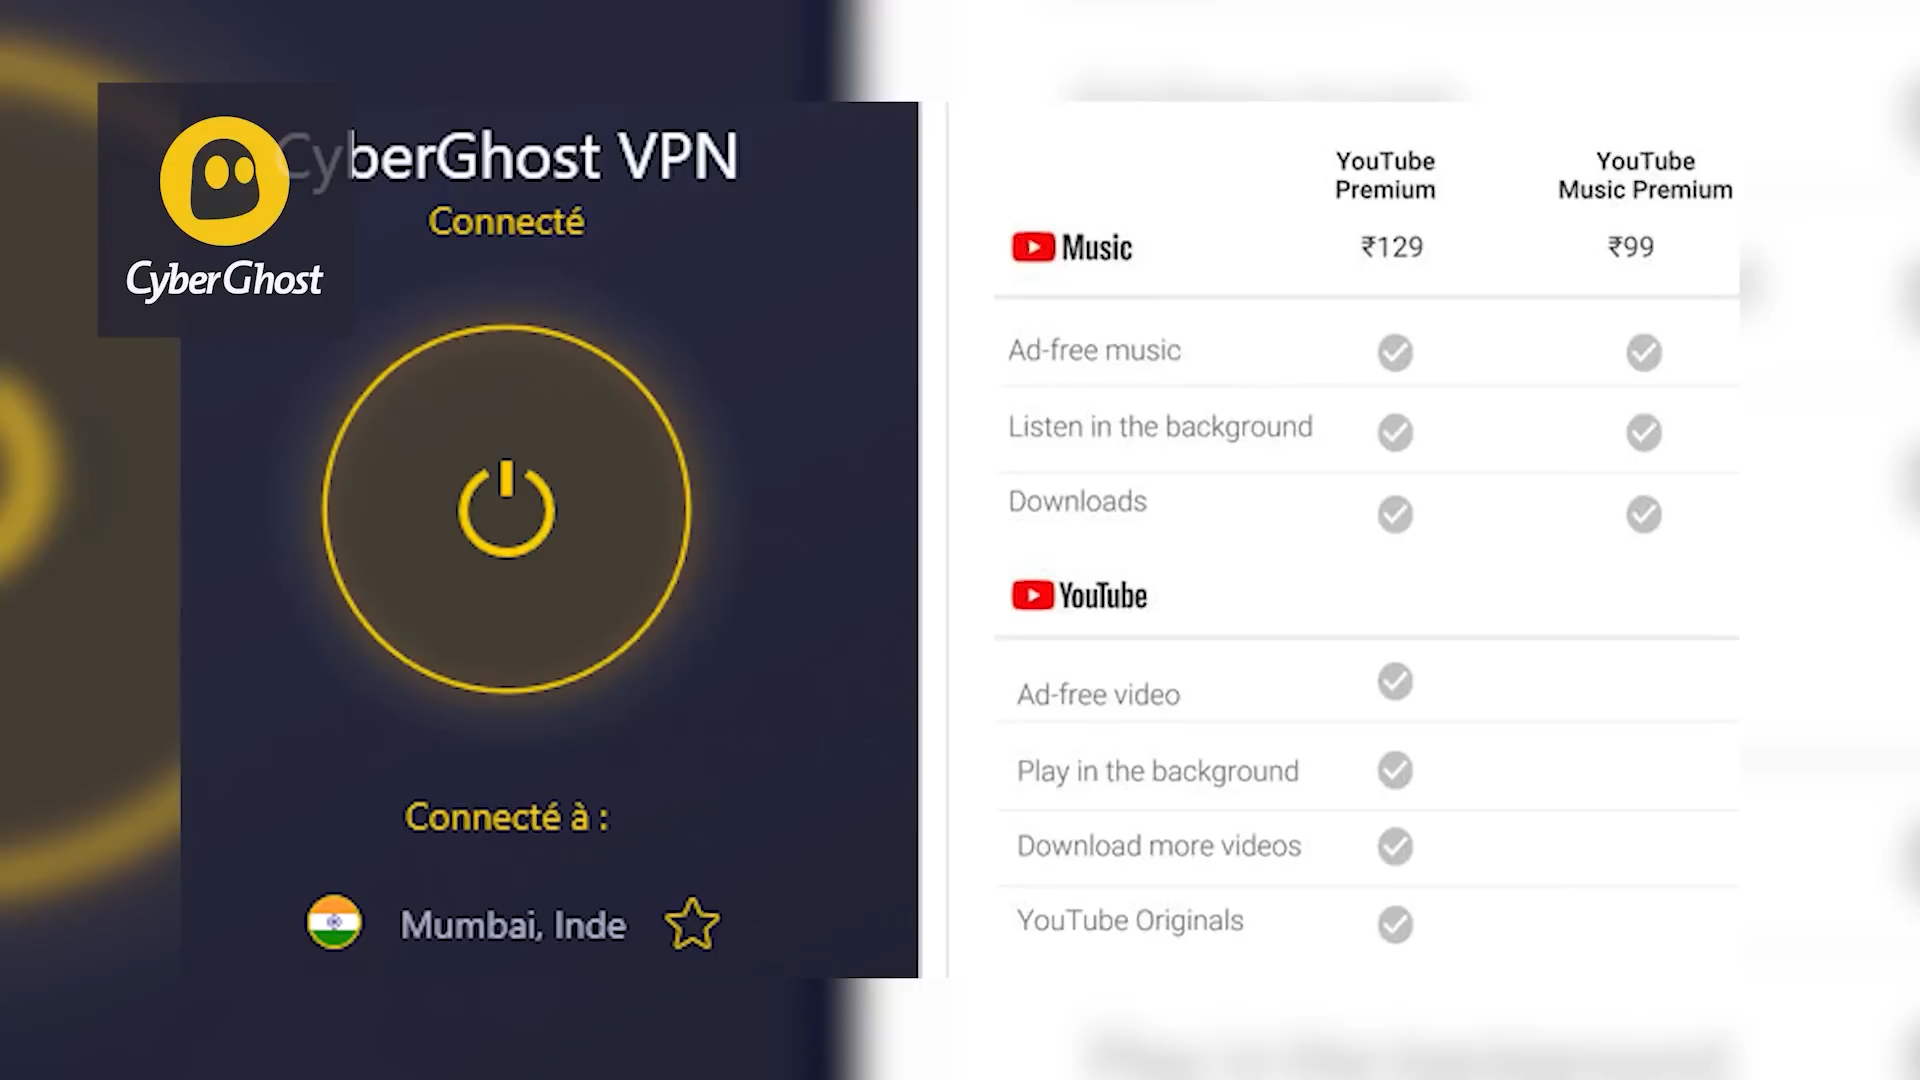 CyberGhost
CyberGhost VPN
Connecté
Connecté à :
Mumbai, Inde
YouTube
Premium
YouTube
Music Premium
Music
₹129
₹99
Ad-free music
Listen in the background
Downloads
YouTube
Ad-free video
Play in the background
Download more videos
YouTube Originals